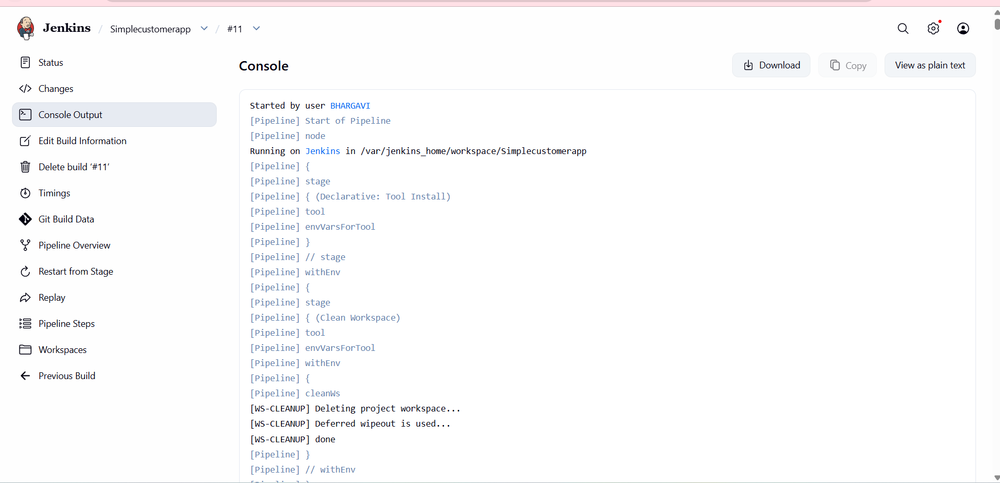 Jenkins / Simplecustomerapp / #11
Status
Changes
Console Output
Edit Build Information
Delete build ‘#11’
Timings
Git Build Data
Pipeline Overview
Restart from Stage
Replay
Pipeline Steps
Workspaces
Previous Build
Console
Download
Copy
View as plain text
Started by user BHARGAVI
[Pipeline] Start of Pipeline
[Pipeline] node
Running on Jenkins in /var/jenkins_home/workspace/Simplecustomerapp
[Pipeline] {
[Pipeline] stage
[Pipeline] { (Declarative: Tool Install)
[Pipeline] tool
[Pipeline] envVarsForTool
[Pipeline] }
[Pipeline] // stage
[Pipeline] withEnv
[Pipeline] {
[Pipeline] stage
[Pipeline] { (Clean Workspace)
[Pipeline] tool
[Pipeline] envVarsForTool
[Pipeline] withEnv
[Pipeline] {
[Pipeline] cleanWs
[WS-CLEANUP] Deleting project workspace...
[WS-CLEANUP] Deferred wipeout is used...
[WS-CLEANUP] done
[Pipeline] }
[Pipeline] // withEnv